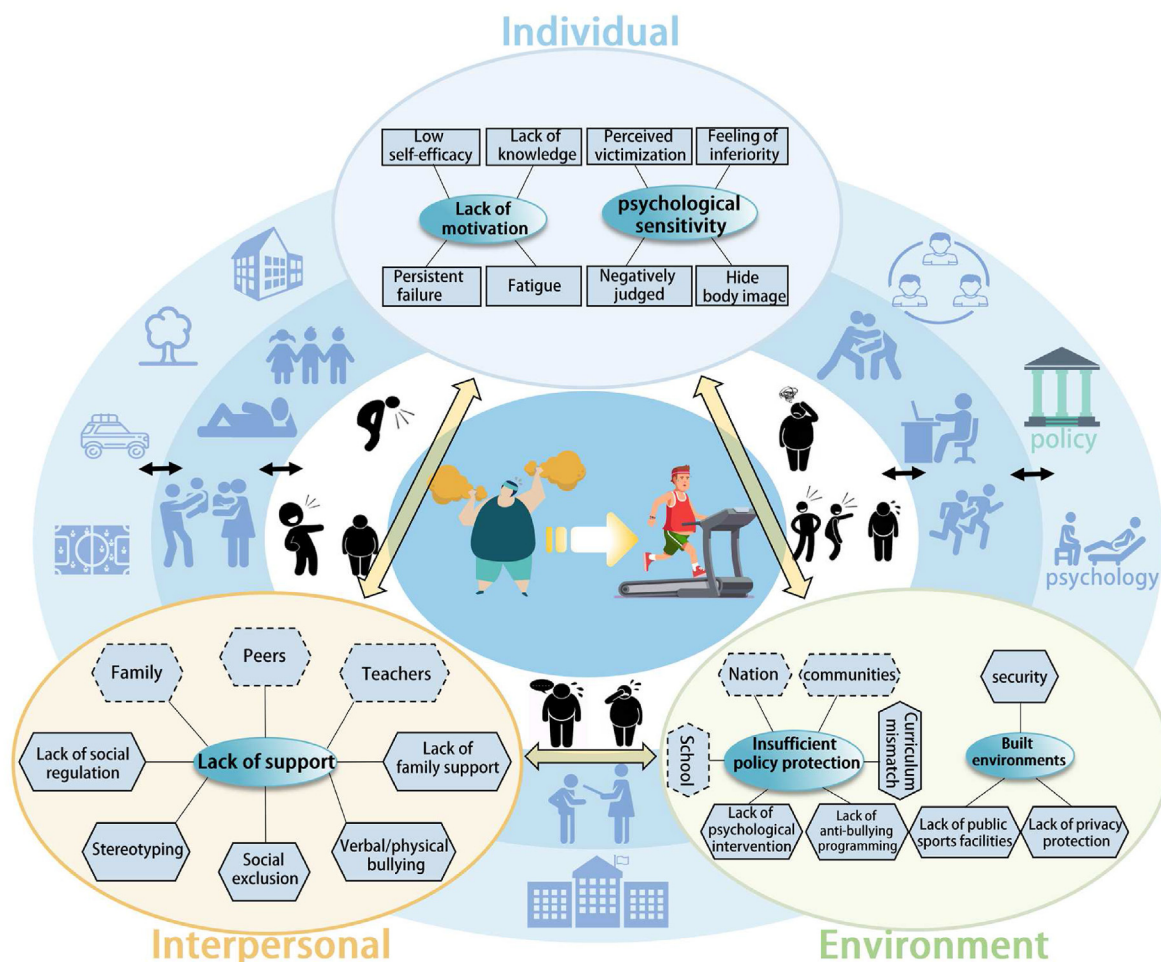 Individual
Low
self-efficacy
Lack of
knowledge
Perceived
victimization
Feeling of
inferiority
Lack of
motivation
psychological
sensitivity
Persistent
failure
Fatigue
Negatively
judged
Hide
body image
policy
psychology
Family
Peers
Teachers
Lack of social
regulation
Lack of support
Lack of
family support
Stereotyping
Social
exclusion
Verbal/physical
bullying
Interpersonal
Nation
communities
security
School
Insufficient
policy protection
Curriculum
mismatch
Built
environments
Lack of
psychological
intervention
Lack of
anti-bullying
programming
Lack of public
sports facilities
Lack of privacy
protection
Environment